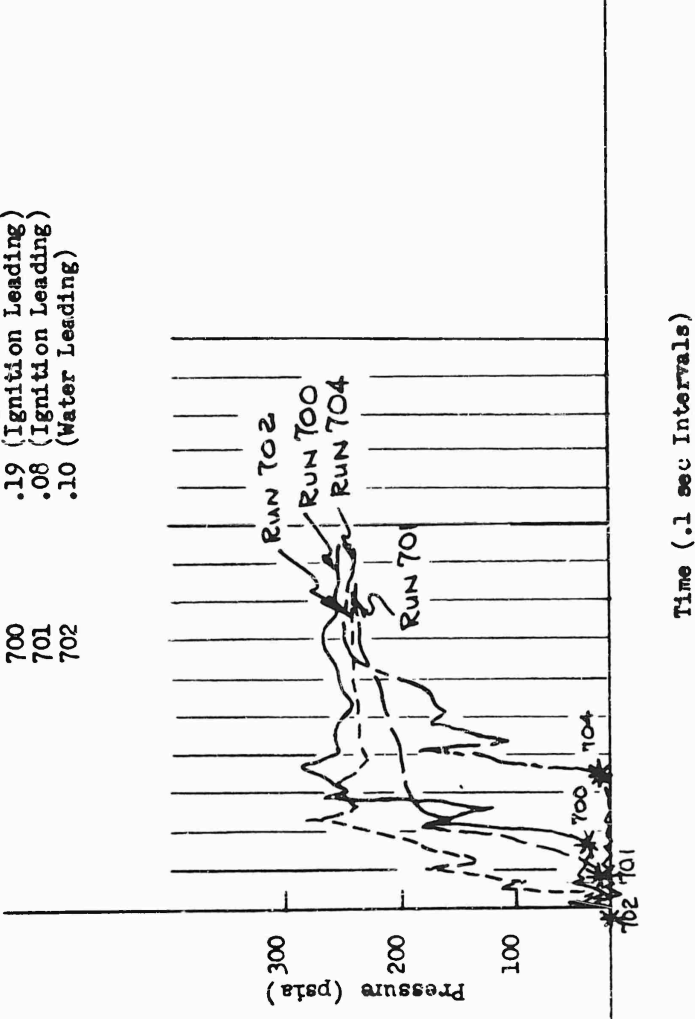 700 .19 (Ignition Leading)
701 .08 (Ignition Leading)
702 .10 (Water Leading)
RUN 702
RUN 700
RUN 704
RUN 701
300
200
100
Pressure (psia)
704
700
701
702
Time (.1 sec Intervals)